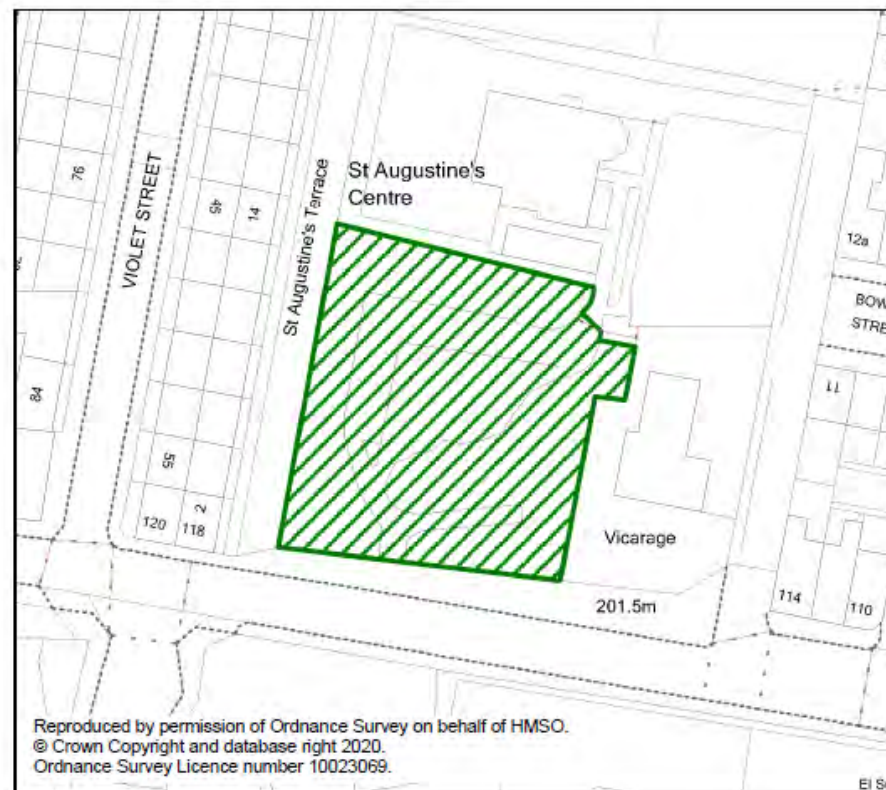 St Augustine's
Centre
VIOLET STREET
St Augustine's Terrace
76
45
14
12a
BOW
STRE
84
11
55
2
120
118
Vicarage
201.5m
114
110
Reproduced by permission of Ordnance Survey on behalf of HMSO.
© Crown Copyright and database right 2020.
Ordnance Survey Licence number 10023069.
El S